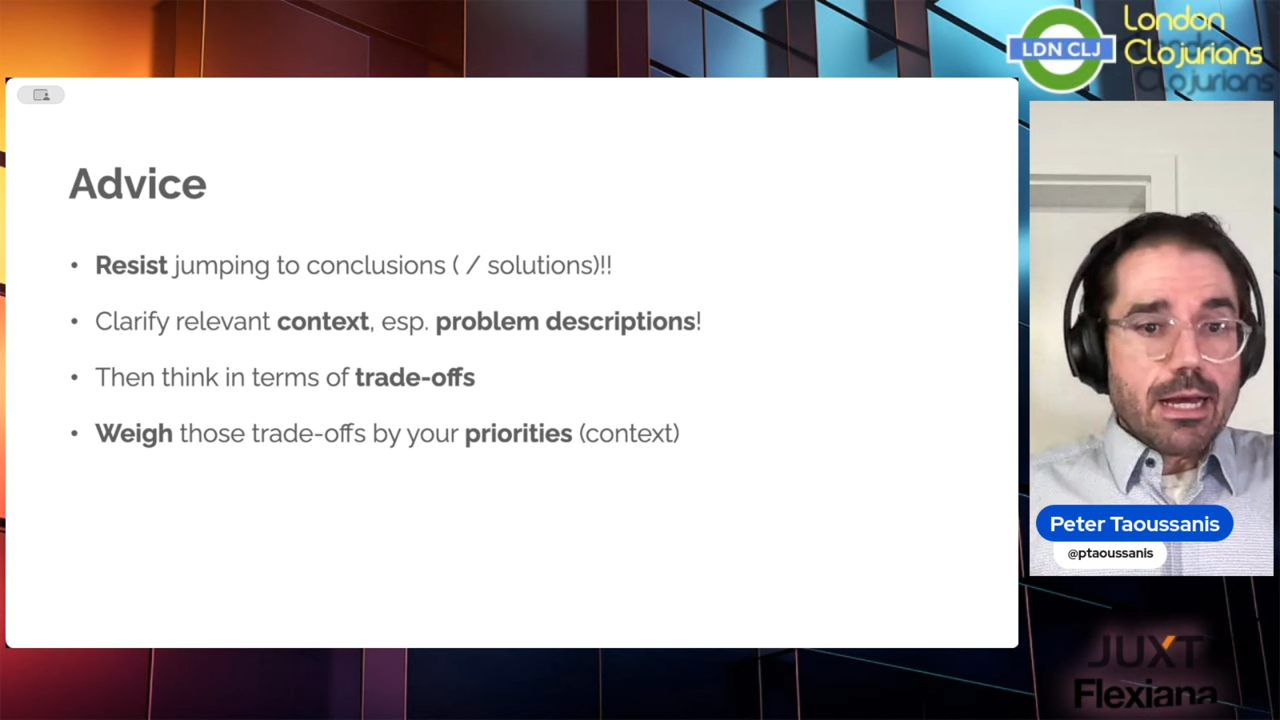 London
Clojurians
LDN CLJ
Advice
• Resist jumping to conclusions ( / solutions)!!
• Clarify relevant context, esp. problem descriptions!
• Then think in terms of trade-offs
• Weigh those trade-offs by your priorities (context)
Peter Taoussanis
@ptaoussanis
JUXT
Flexiana